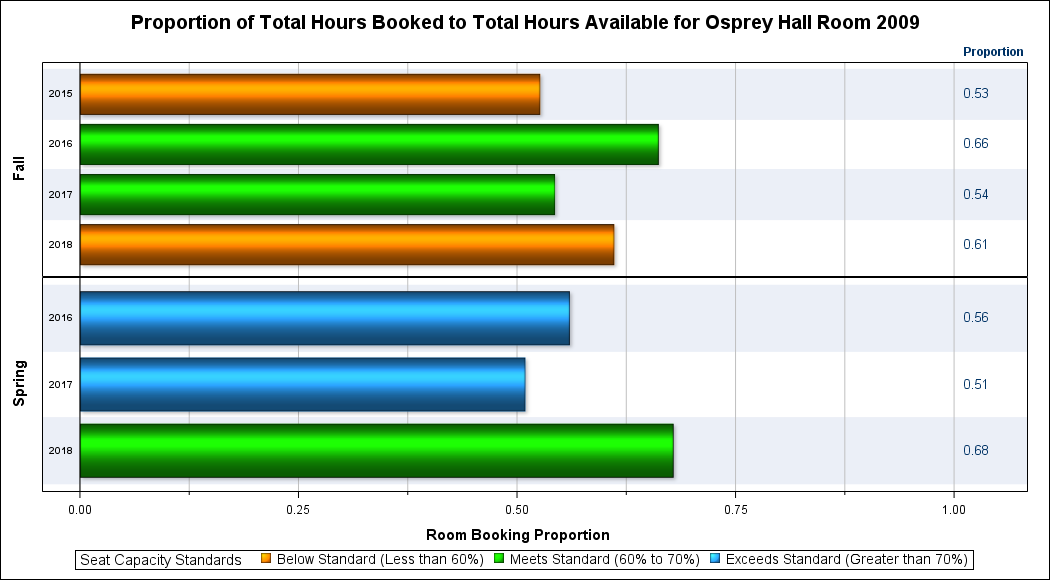 Proportion of Total Hours Booked to Total Hours Available for Osprey Hall Room 2009
Proportion
Fall
2015 0.53
2016 0.66
2017 0.54
2018 0.61
Spring
2016 0.56
2017 0.51
2018 0.68
0.00 0.25 0.50 0.75 1.00
Room Booking Proportion
Seat Capacity Standards Below Standard (Less than 60%) Meets Standard (60% to 70%) Exceeds Standard (Greater than 70%)